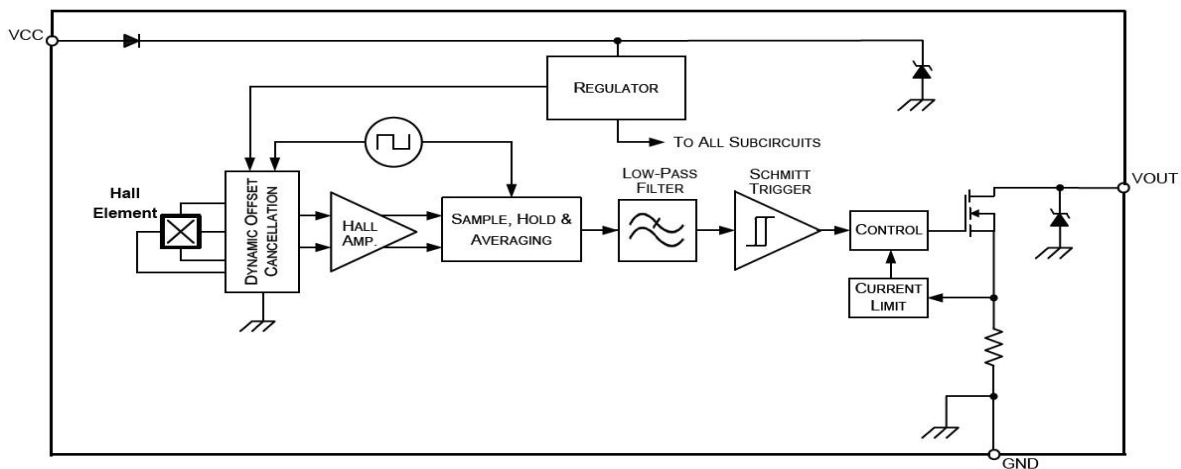 VCC
REGULATOR
TO ALL SUBCIRCUITS
Hall
Element
DYNAMIC OFFSET
CANCELLATION
HALL
AMP.
SAMPLE, HOLD &
AVERAGING
LOW-PASS
FILTER
SCHMITT
TRIGGER
CONTROL
CURRENT
LIMIT
VOUT
GND